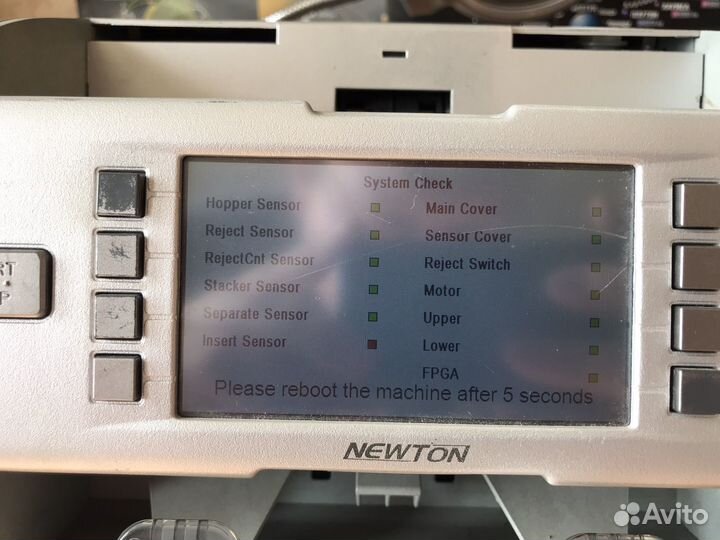 System Check
Hopper Sensor
Reject Sensor
RejectCnt Sensor
Stacker Sensor
Separate Sensor
Insert Sensor
Main Cover
Sensor Cover
Reject Switch
Motor
Upper
Lower
FPGA
Please reboot the machine after 5 seconds
NEWTON
Avito